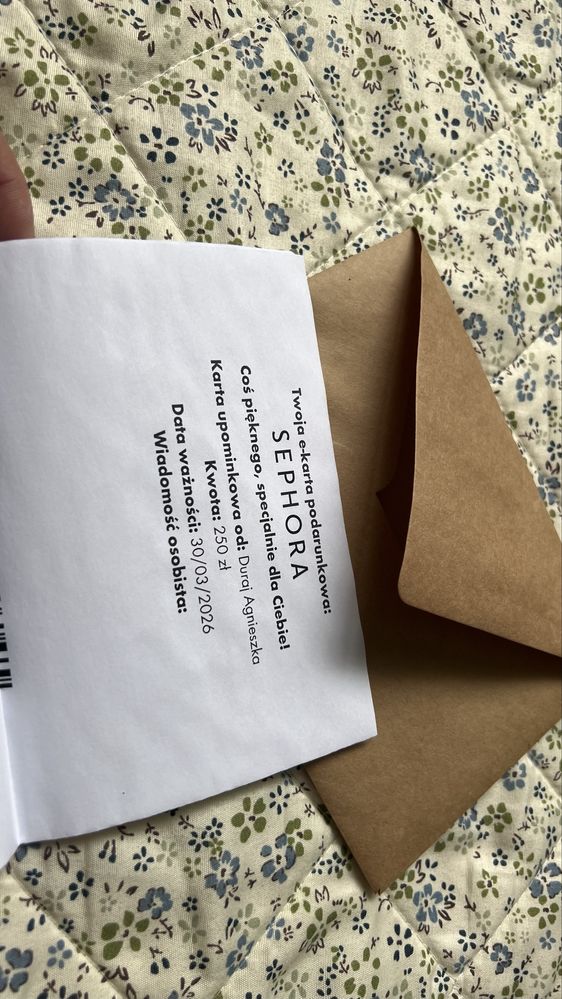 Twoja e-karta podarunkowa:
SEPHORA
Coś pięknego, specjalnie dla Ciebie!
Karta upominkowa od: Duraj Agnieszka
Kwota: 250 zł
Data ważności: 30/03/2026
Wiadomość osobista: